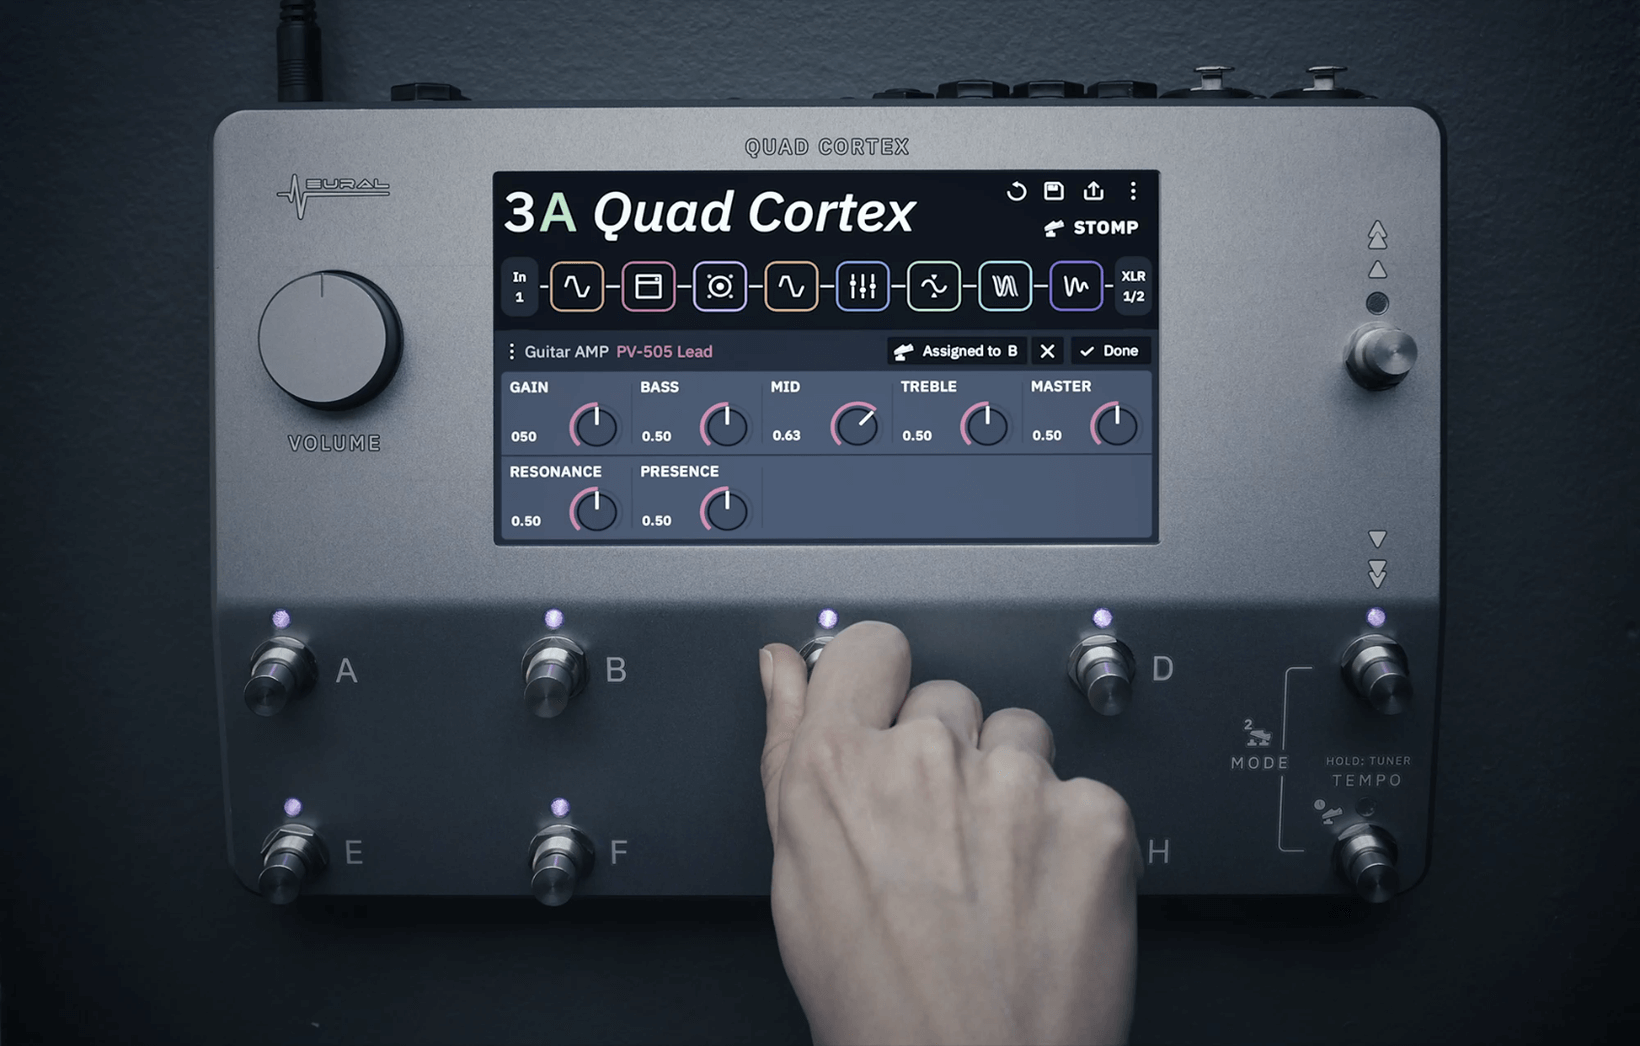 QUAD CORTEX
NEURAL
3A Quad Cortex
STOMP
In
1
XLR
1/2
Guitar AMP PV-505 Lead
Assigned to B
Done
GAIN
BASS
MID
TREBLE
MASTER
050
0.50
0.63
0.50
0.50
RESONANCE
PRESENCE
0.50
0.50
VOLUME
A
B
D
2
MODE
HOLD: TUNER
TEMPO
E
F
H